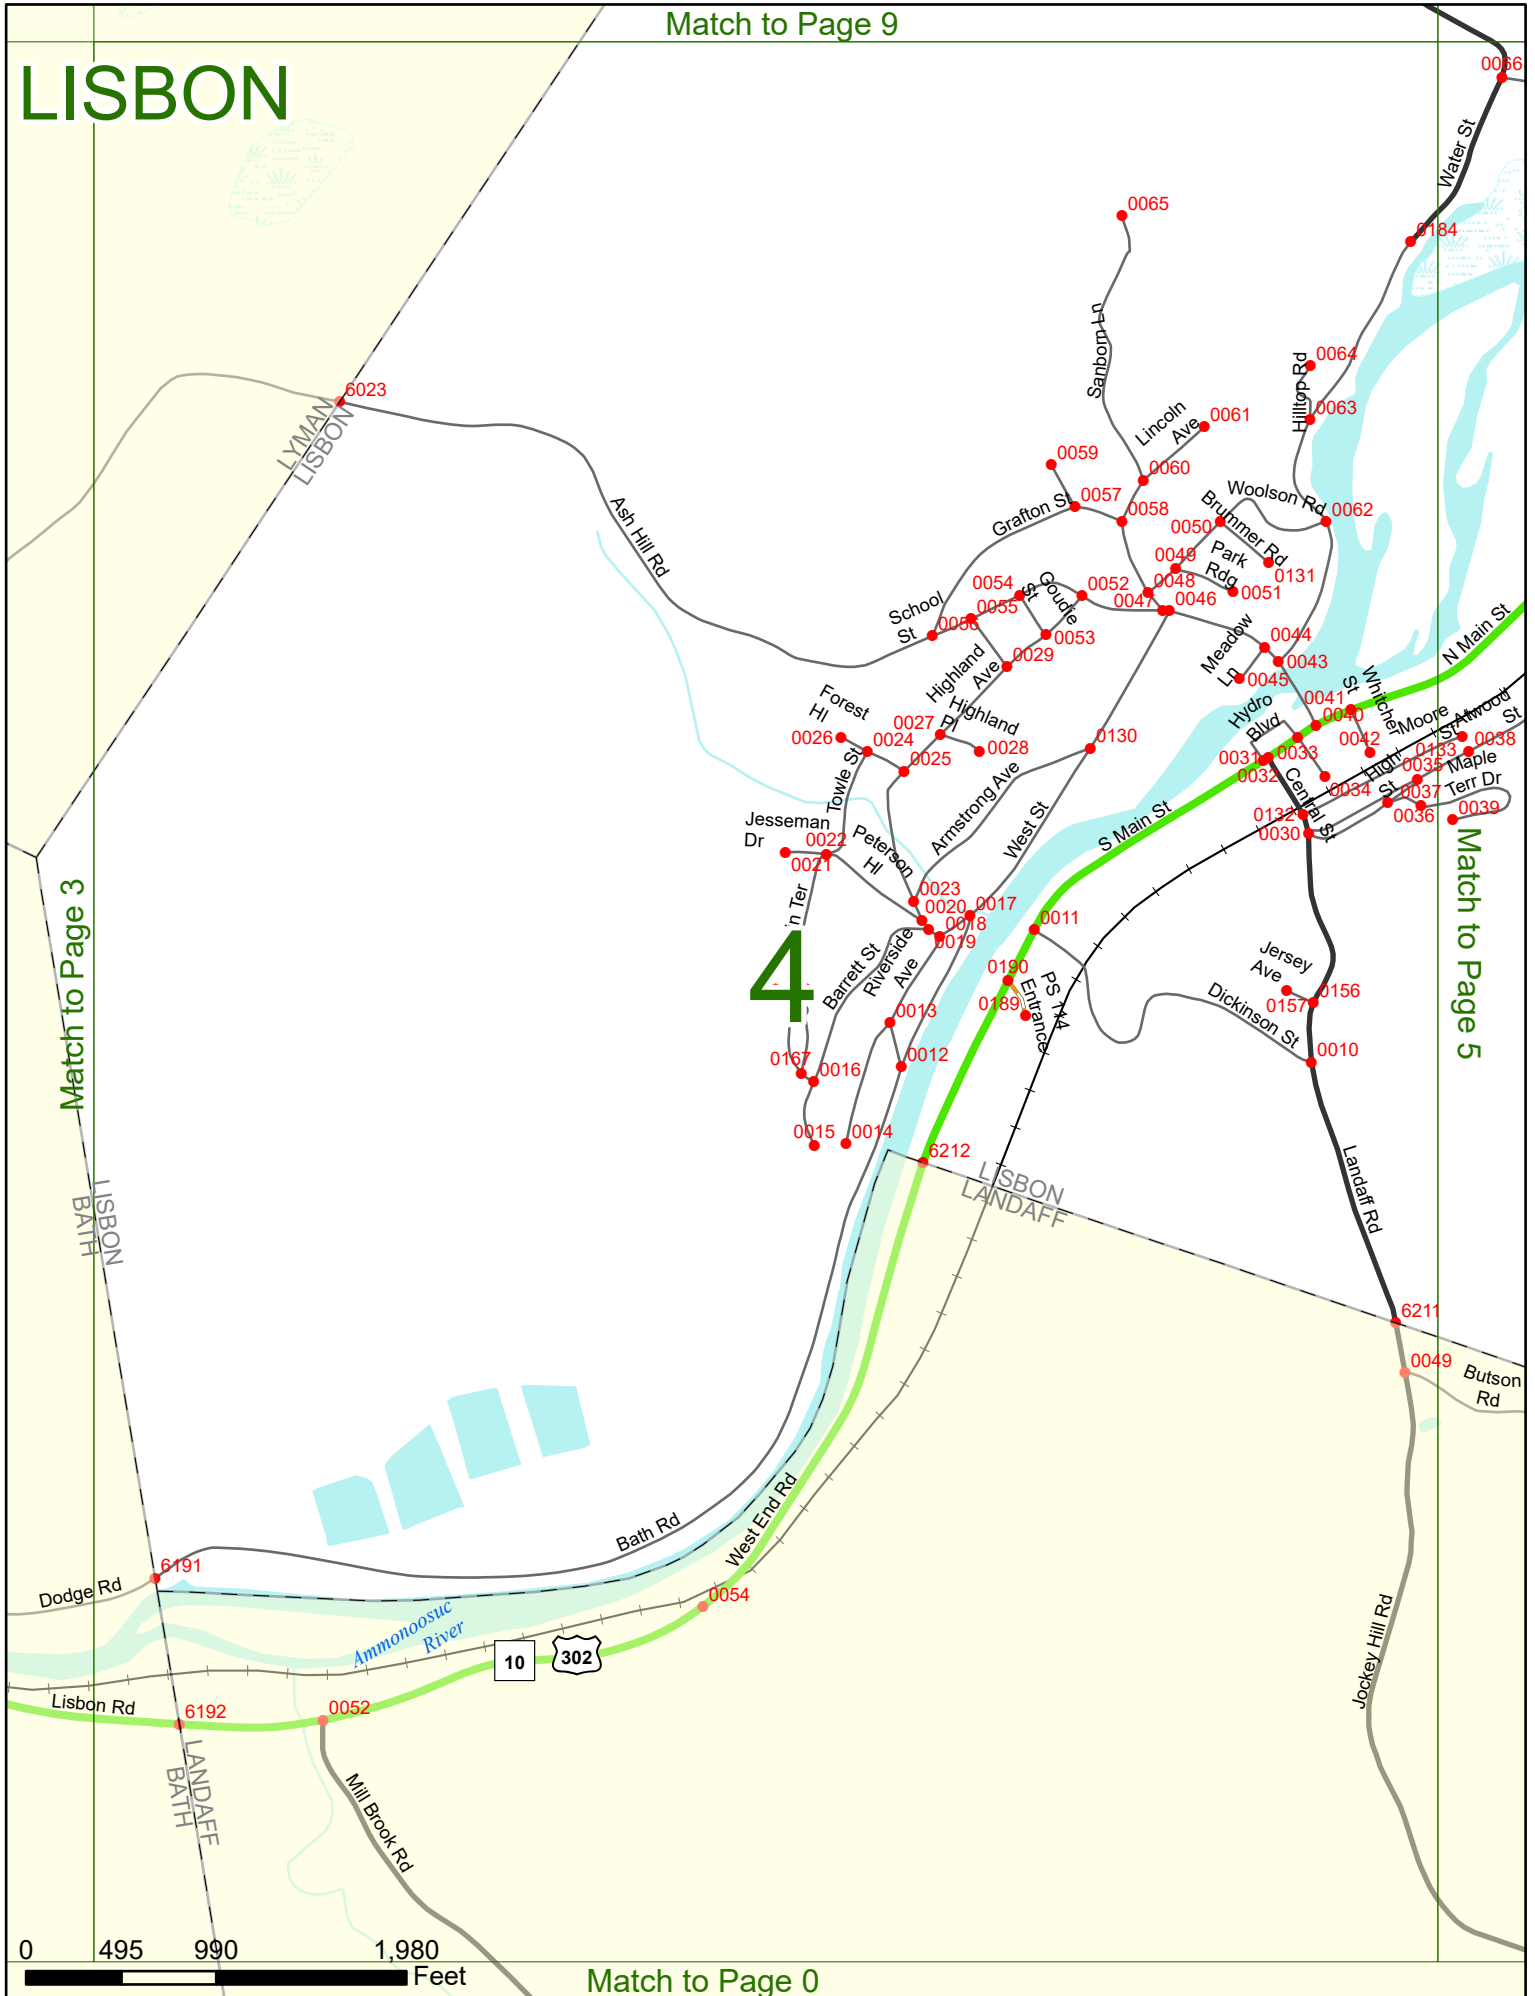 Match to Page 9
LISBON
0066
Water St
0065
0184
Sanborn Ln
0064
Hilltop Rd
0063
6023
LYMAN
LISBON
Lincoln
Ave
0061
0059
0060
Ash Hill Rd
Grafton St
0057
0058
Woolson Rd
0062
0050
Brummer Rd
0131
0049
Park
Rdg
0051
0048
0047
0046
0054
St
Goudie
0052
School
St
0056
0055
0053
0029
Highland
Ave
Meadow
Ln
0044
0043
0045
N Main St
Forest
Hl
0026
0024
0027
Highland
Pl
0028
0025
0130
Hydro
Blvd
0041
0040
Whitcher
St
0042
Moore
St
Atwood
St
0133
0038
0031
0032
0033
0034
High
St
0035
Maple
Terr Dr
0037
0036
0039
Central St
0132
0030
Towle St
Jesseman
Dr
0022
0021
Peterson
Hl
Armstrong Ave
West St
S Main St
Match to Page 3
Match to Page 5
n Ter
0023
0020
0017
0018
0019
0011
4
Barrett St
Riverside
Ave
0190
0189
PS 114
Entrance
Jersey
Ave
0157
0156
Dickinson St
0010
0013
0012
0167
0016
0015
0014
6212
LISBON
LANDAFF
Landaff Rd
LISBON
BATH
6211
0049
Butson
Rd
Bath Rd
West End Rd
6191
Dodge Rd
0054
Ammonoosuc
River
10
302
Jockey Hill Rd
Lisbon Rd
6192
0052
LANDAFF
BATH
Mill Brook Rd
0 495 990 1,980
Feet
Match to Page 0